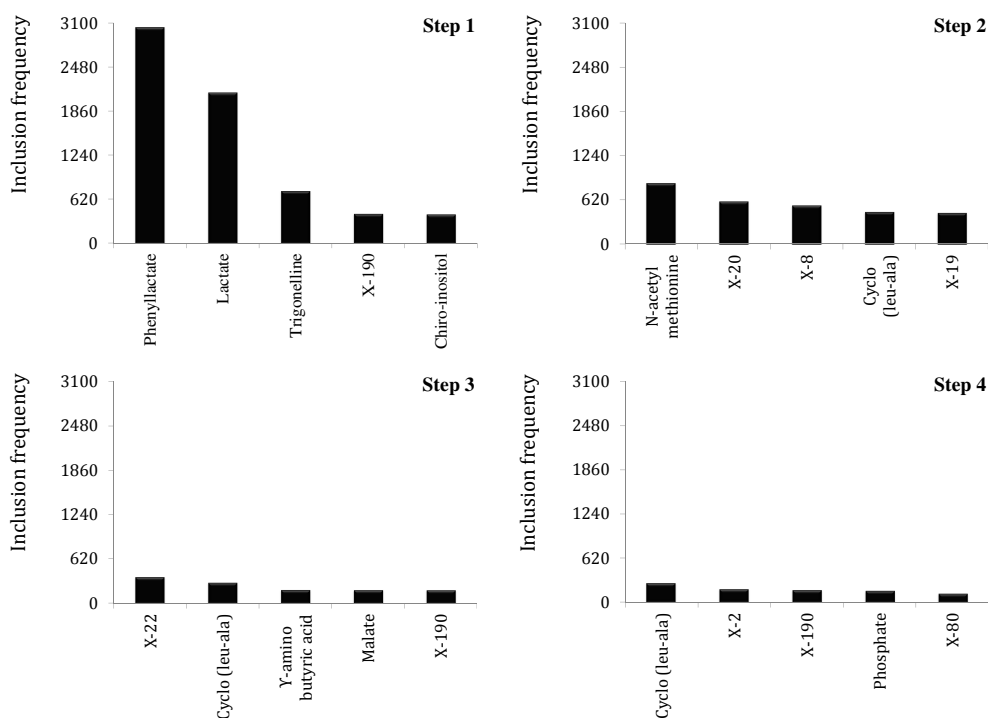 Step 1
Inclusion frequency
3100
2480
1860
1240
620
0
Phenyllactate
Lactate
Trigonelline
X-190
Chiro-inositol
Step 2
Inclusion frequency
3100
2480
1860
1240
620
0
N-acetyl
methionine
X-20
X-8
Cyclo
(leu-ala)
X-19
Step 3
Inclusion frequency
3100
2480
1860
1240
620
0
X-22
Cyclo (leu-ala)
ϒ-amino
butyric acid
Malate
X-190
Step 4
Inclusion frequency
3100
2480
1860
1240
620
0
Cyclo (leu-ala)
X-2
X-190
Phosphate
X-80